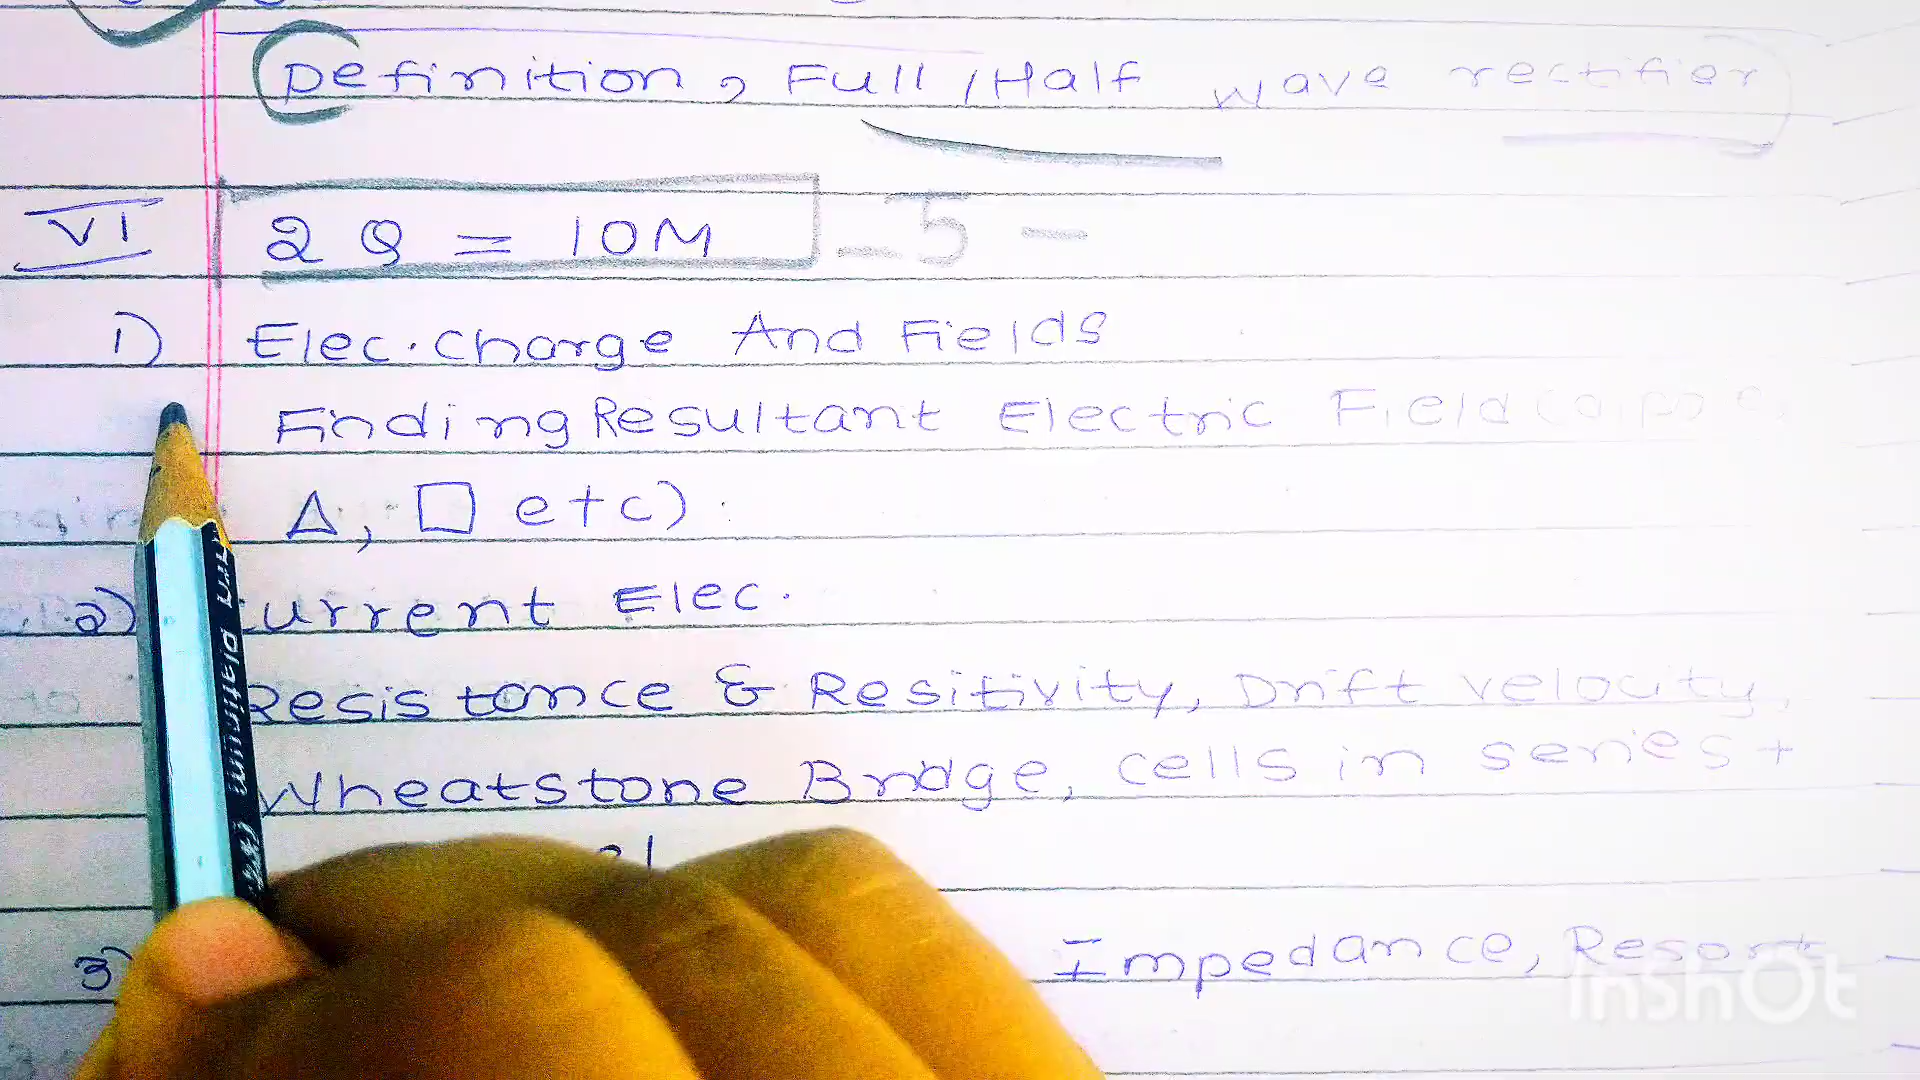 Definition, Full / Half wave rectifier
VI 2 Q = 10M - 5 -
1) Elec. Charge And Fields
Finding Resultant Electric Field
Δ, □ etc)
2) urrent Elec.
Resistance & Resitivity, Drift velocity,
Wheatstone Bridge, cells in series +
3) Impedance,
InShOt
platinum